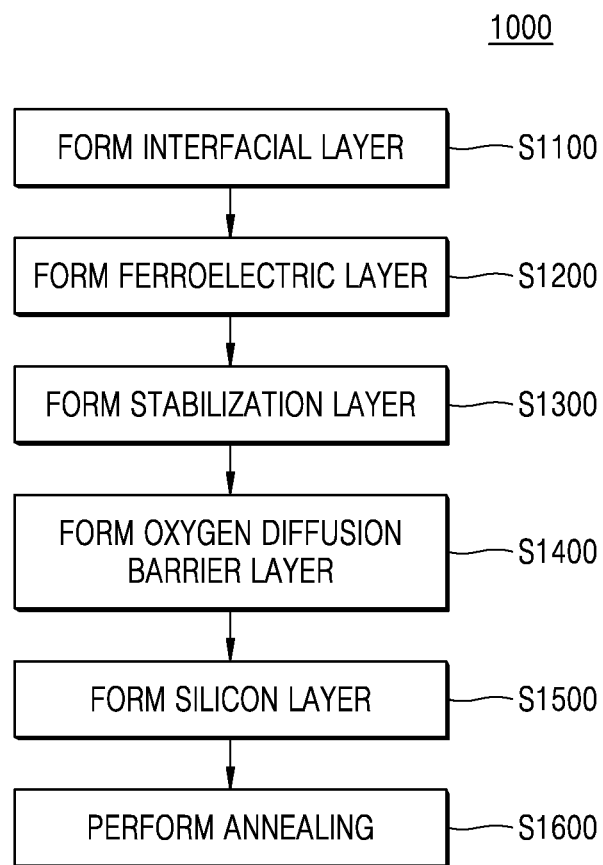 1000
FORM INTERFACIAL LAYER
S1100
FORM FERROELECTRIC LAYER
S1200
FORM STABILIZATION LAYER
S1300
FORM OXYGEN DIFFUSION
BARRIER LAYER
S1400
FORM SILICON LAYER
S1500
PERFORM ANNEALING
S1600